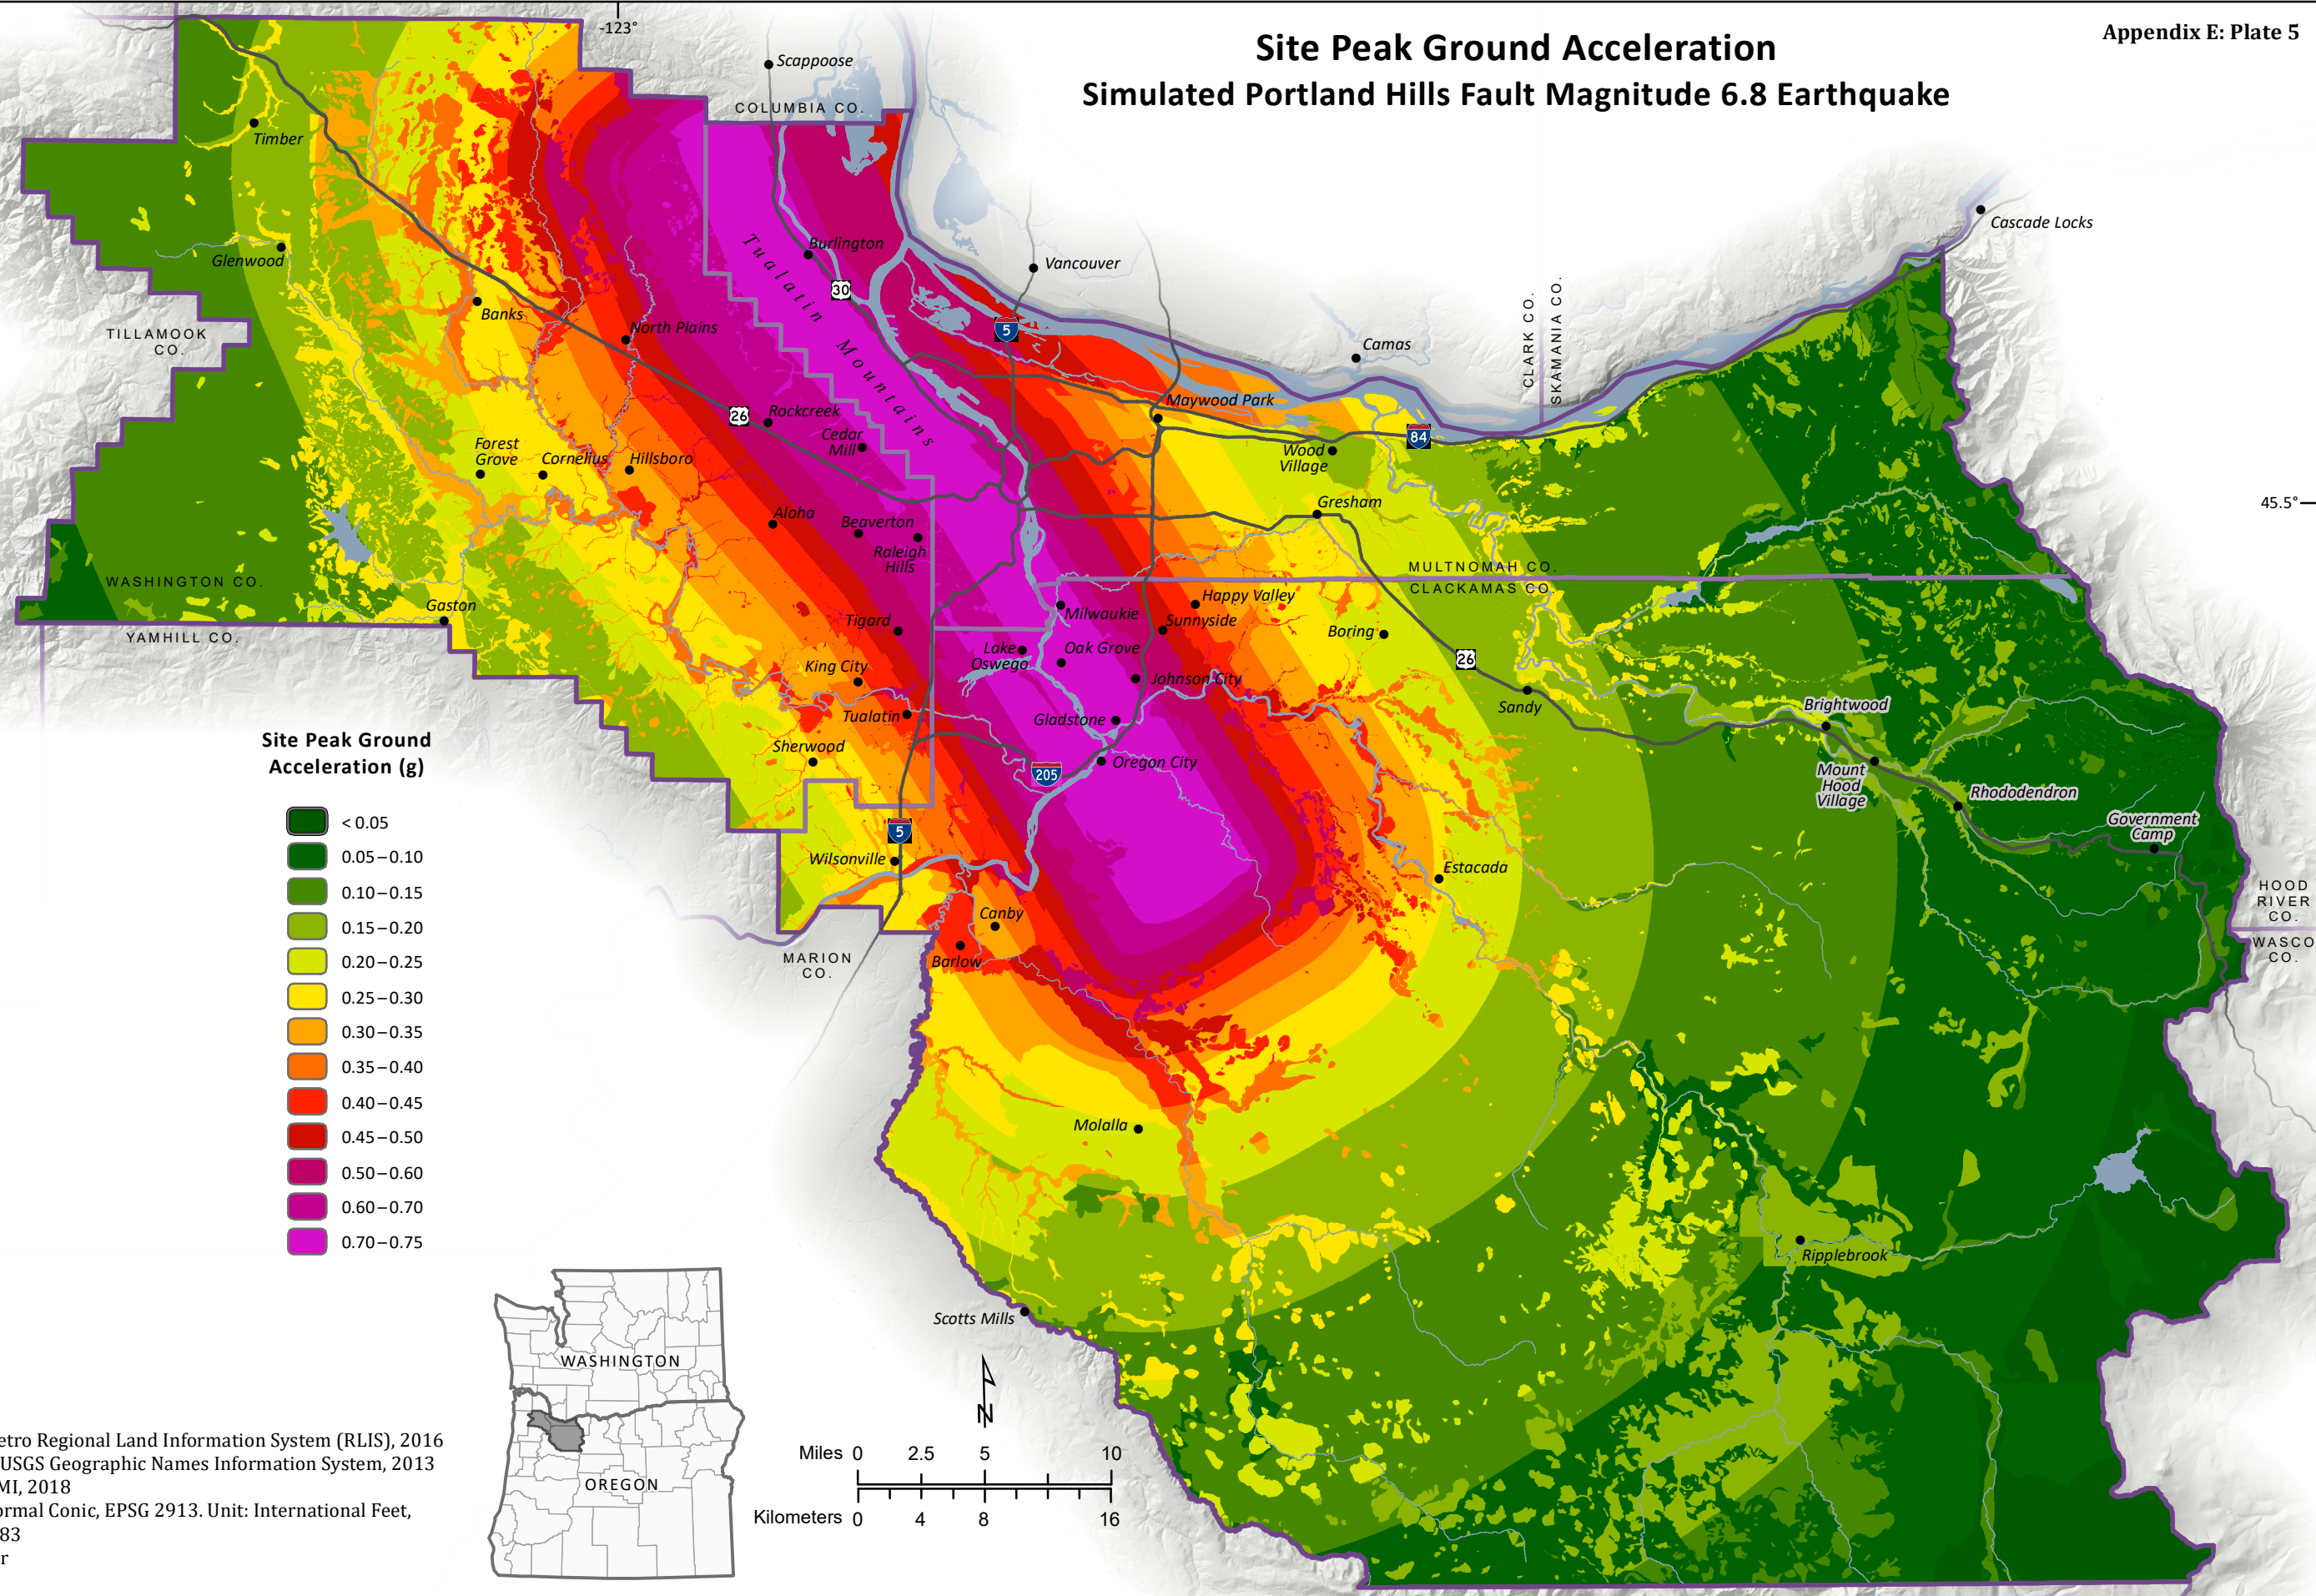 Appendix E: Plate 5
Site Peak Ground Acceleration
Simulated Portland Hills Fault Magnitude 6.8 Earthquake
-123°
45.5°
Scappoose
COLUMBIA CO.
Timber
Glenwood
Burlington
Vancouver
Cascade Locks
Tualatin Mountains
30
5
CLARK CO.
SKAMANIA CO.
TILLAMOOK
CO.
Banks
North Plains
Camas
Maywood Park
26
Rockcreek
Cedar
Mill
84
Wood
Village
Forest
Grove
Cornelius
Hillsboro
Gresham
Aloha
Beaverton
Raleigh
Hills
WASHINGTON CO.
MULTNOMAH CO.
CLACKAMAS CO.
Gaston
YAMHILL CO.
Milwaukie
Happy Valley
Sunnyside
Tigard
Boring
Lake
Oswego
Oak Grove
26
King City
Johnson City
Sandy
Tualatin
Gladstone
Brightwood
Sherwood
Oregon City
205
Mount
Hood
Village
Rhododendron
Government
Camp
5
Wilsonville
Estacada
HOOD
RIVER
CO.
WASCO
CO.
Canby
Barlow
MARION
CO.
Molalla
Ripplebrook
Scotts Mills
Site Peak Ground
Acceleration (g)
< 0.05
0.05–0.10
0.10–0.15
0.15–0.20
0.20–0.25
0.25–0.30
0.30–0.35
0.35–0.40
0.40–0.45
0.45–0.50
0.50–0.60
0.60–0.70
0.70–0.75
WASHINGTON
OREGON
N
Miles 0 2.5 5 10
Kilometers 0 4 8 16
etro Regional Land Information System (RLIS), 2016
USGS Geographic Names Information System, 2013
MI, 2018
ormal Conic, EPSG 2913. Unit: International Feet,
83
r